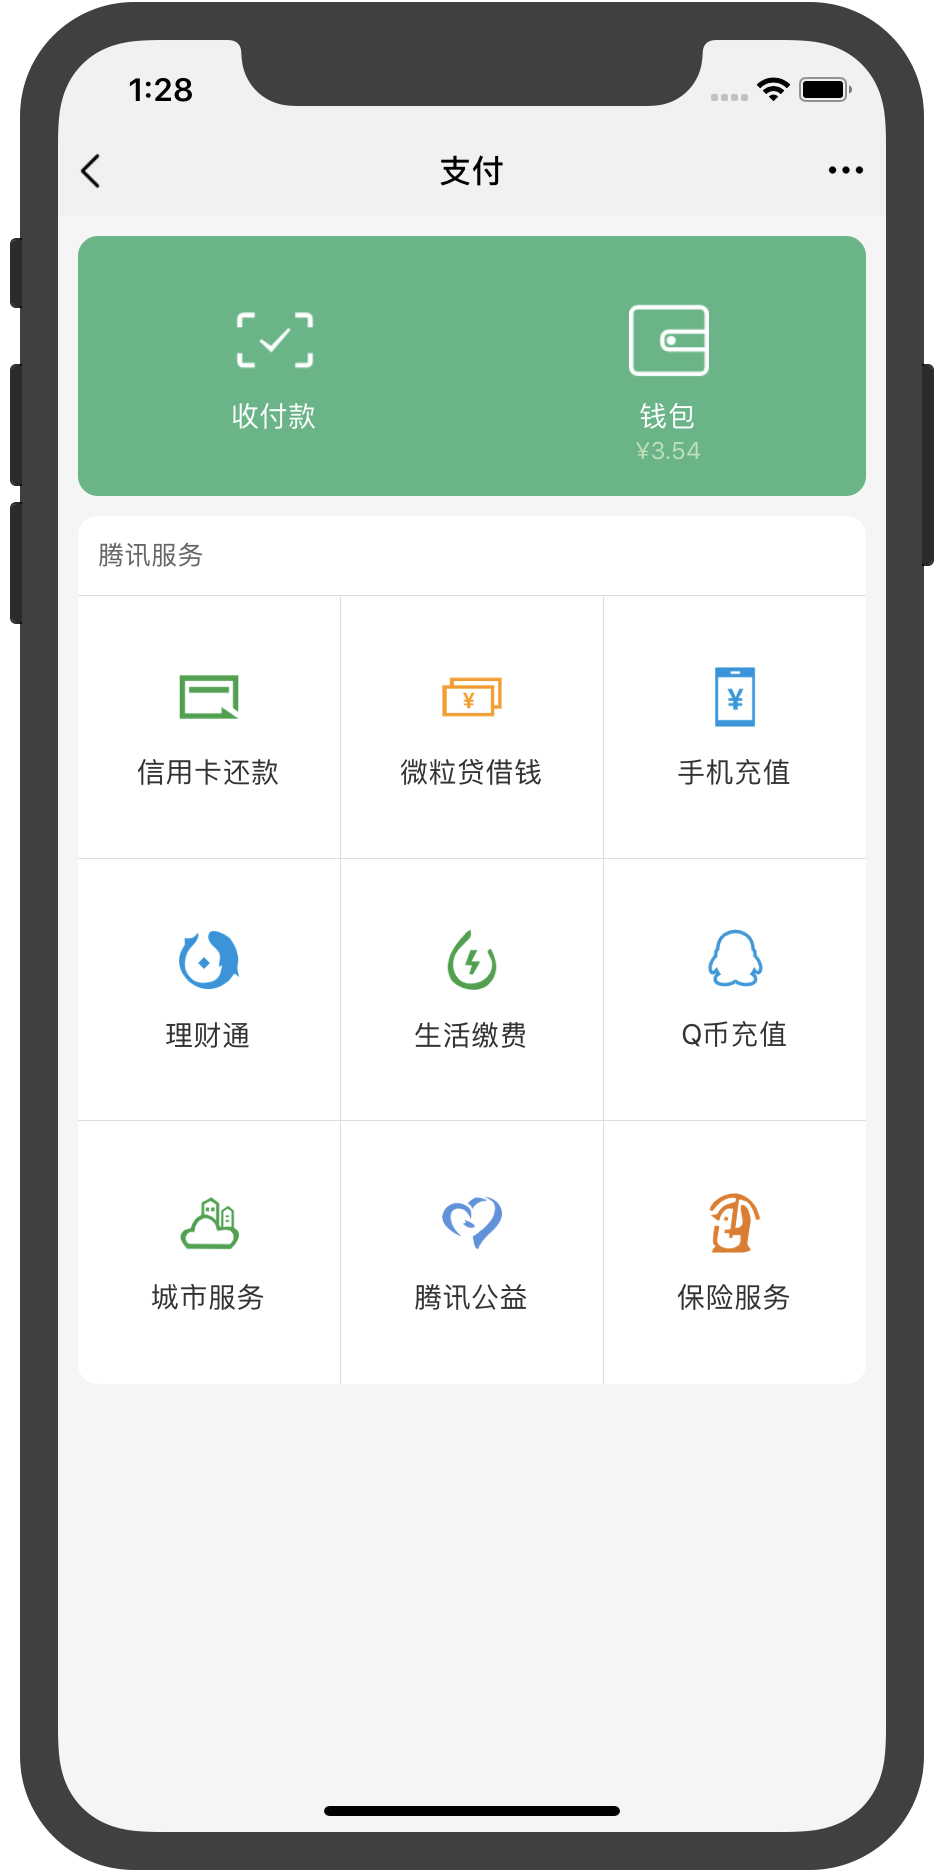 1:28
支付
收付款
钱包
¥3.54
腾讯服务
信用卡还款
微粒贷借钱
手机充值
理财通
生活缴费
Q币充值
城市服务
腾讯公益
保险服务